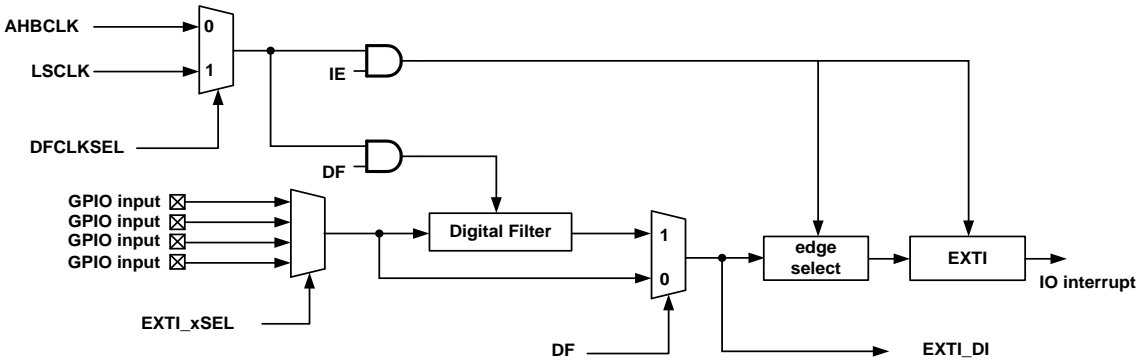 AHBCLK
0
LSCLK
1
IE
DFCLKSEL
DF
GPIO input
GPIO input
GPIO input
GPIO input
Digital Filter
1
0
edge
select
EXTI
IO interrupt
EXTI_xSEL
DF
EXTI_DI